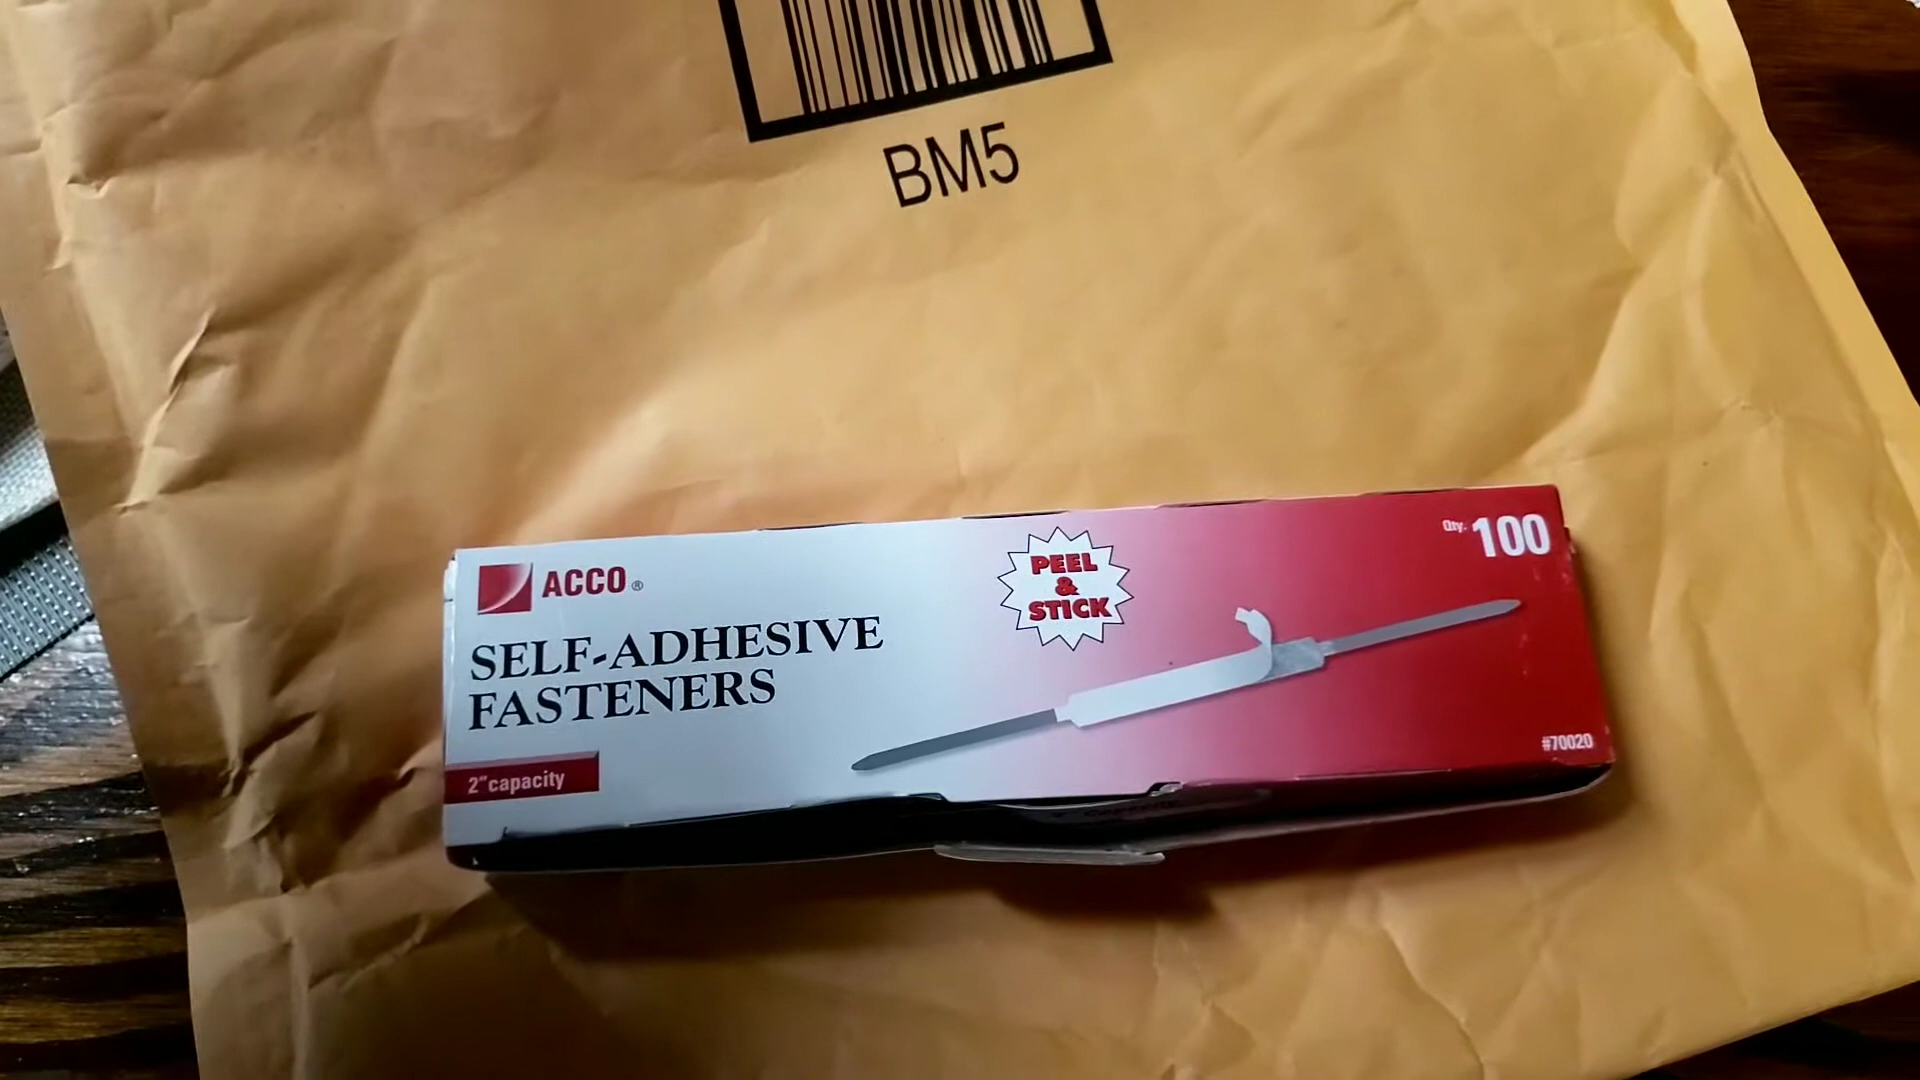 BM5
ACCO®
SELF-ADHESIVE
FASTENERS
2" capacity
PEEL
&
STICK
Qty. 100
#70020